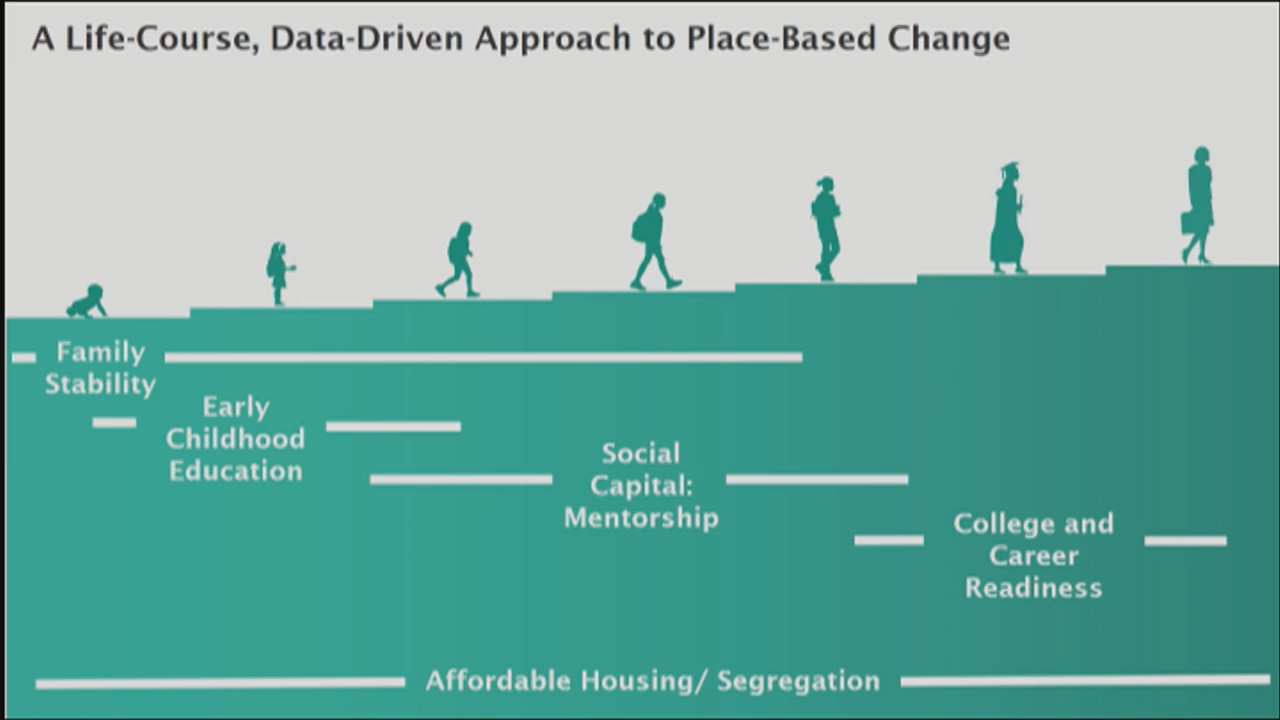 A Life-Course, Data-Driven Approach to Place-Based Change
Family
Stability
Early
Childhood
Education
Social
Capital:
Mentorship
College and
Career
Readiness
Affordable Housing/ Segregation